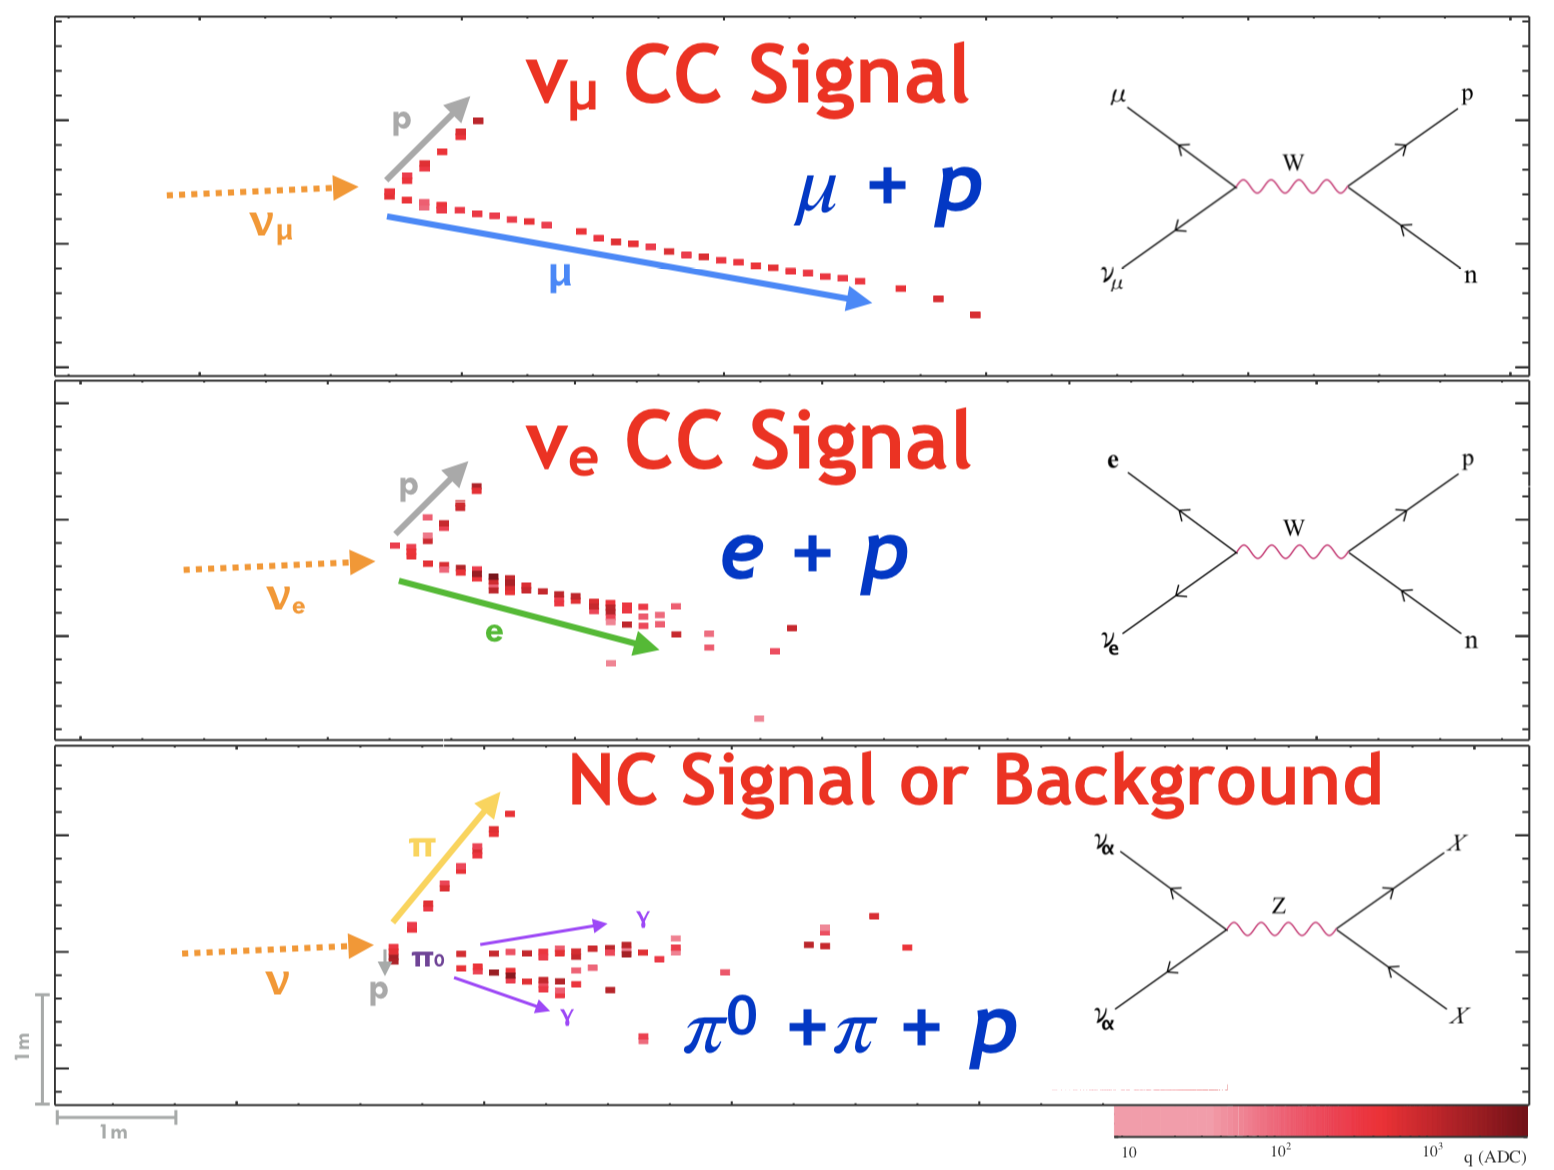 νμ CC Signal
p
νμ
μ
μ + p
μ
p
W
νμ
n
νe CC Signal
p
νe
e
e + p
e
p
W
νe
n
NC Signal or Background
π
ν
p
π0
γ
γ
π0 +π + p
να
X
Z
να
X
1m
1m
10
10²
10³
q (ADC)